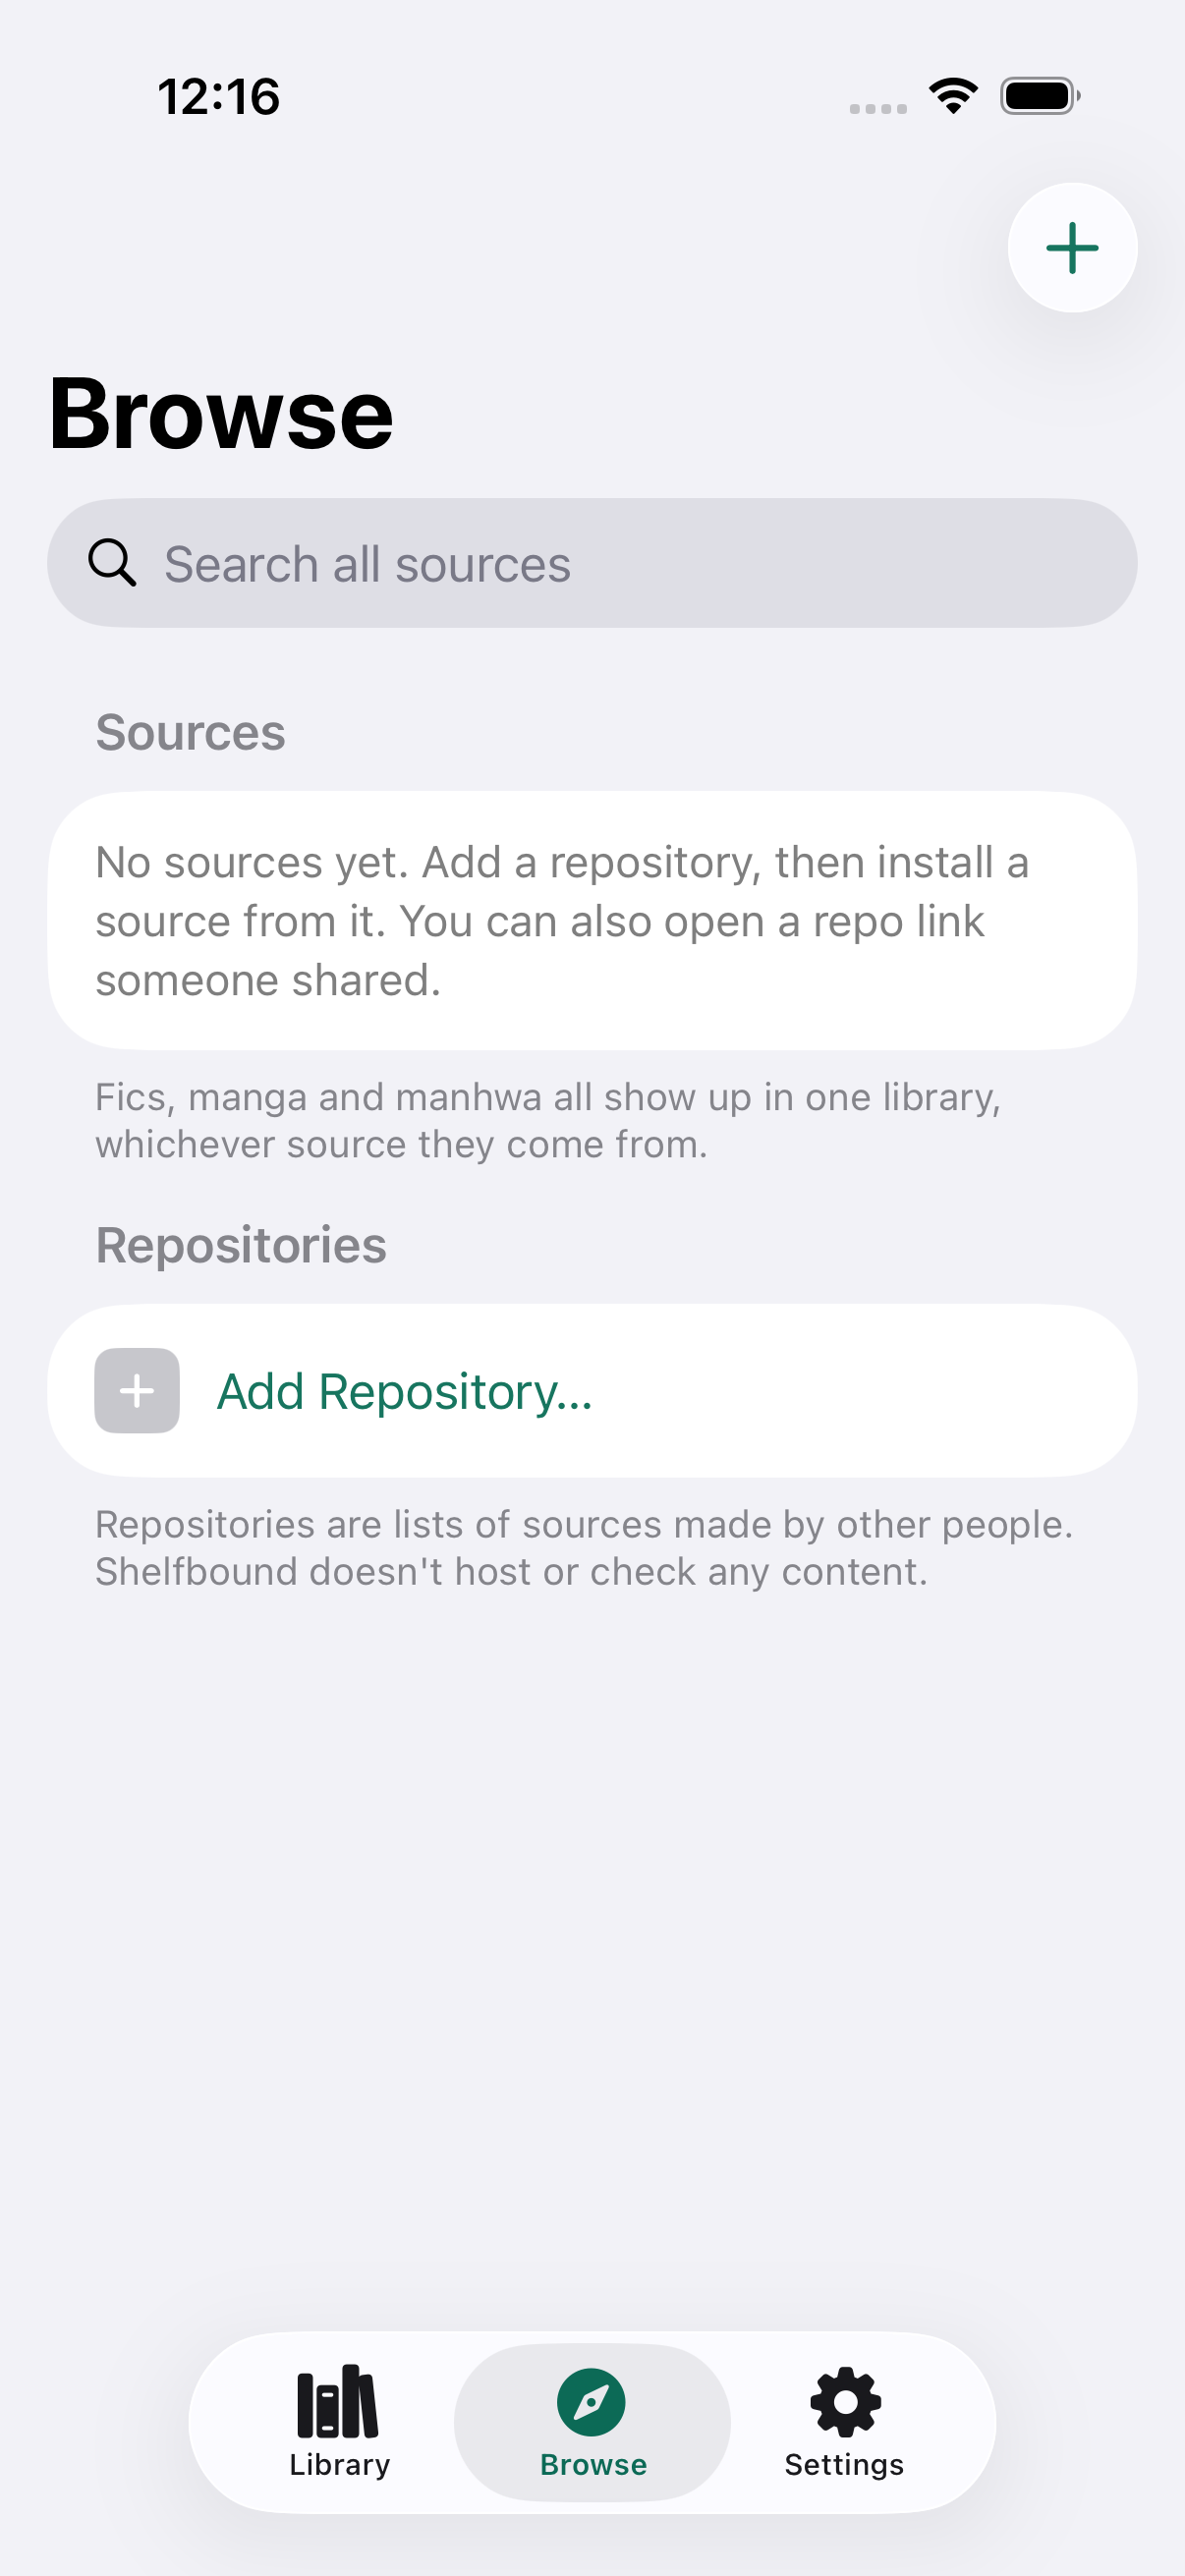 12:16
Browse
Search all sources
Sources
No sources yet. Add a repository, then install a
source from it. You can also open a repo link
someone shared.
Fics, manga and manhwa all show up in one library,
whichever source they come from.
Repositories
Add Repository...
Repositories are lists of sources made by other people.
Shelfbound doesn't host or check any content.
Library
Browse
Settings